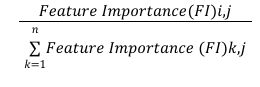 Feature Importance(FI)i,j
n
∑ Feature Importance (FI)k,j
k=1